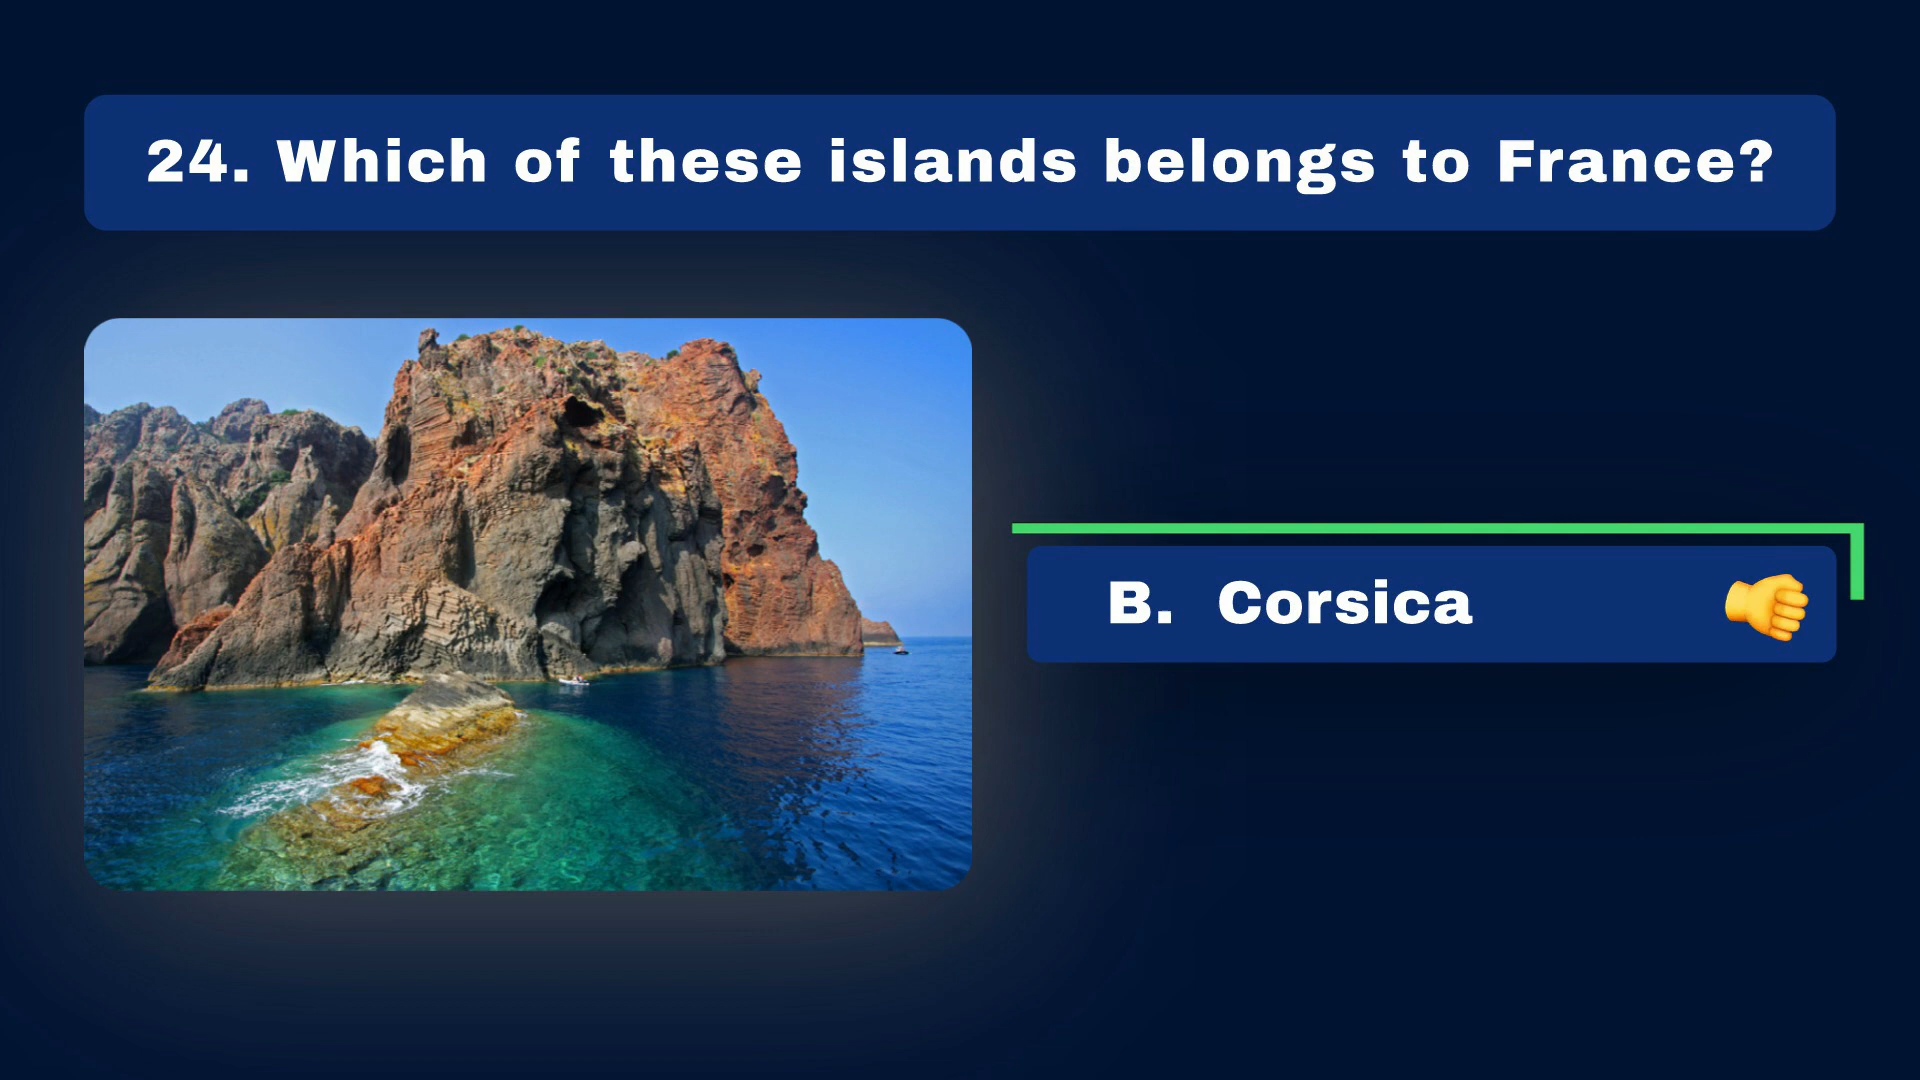 24. Which of these islands belongs to France?
B. Corsica